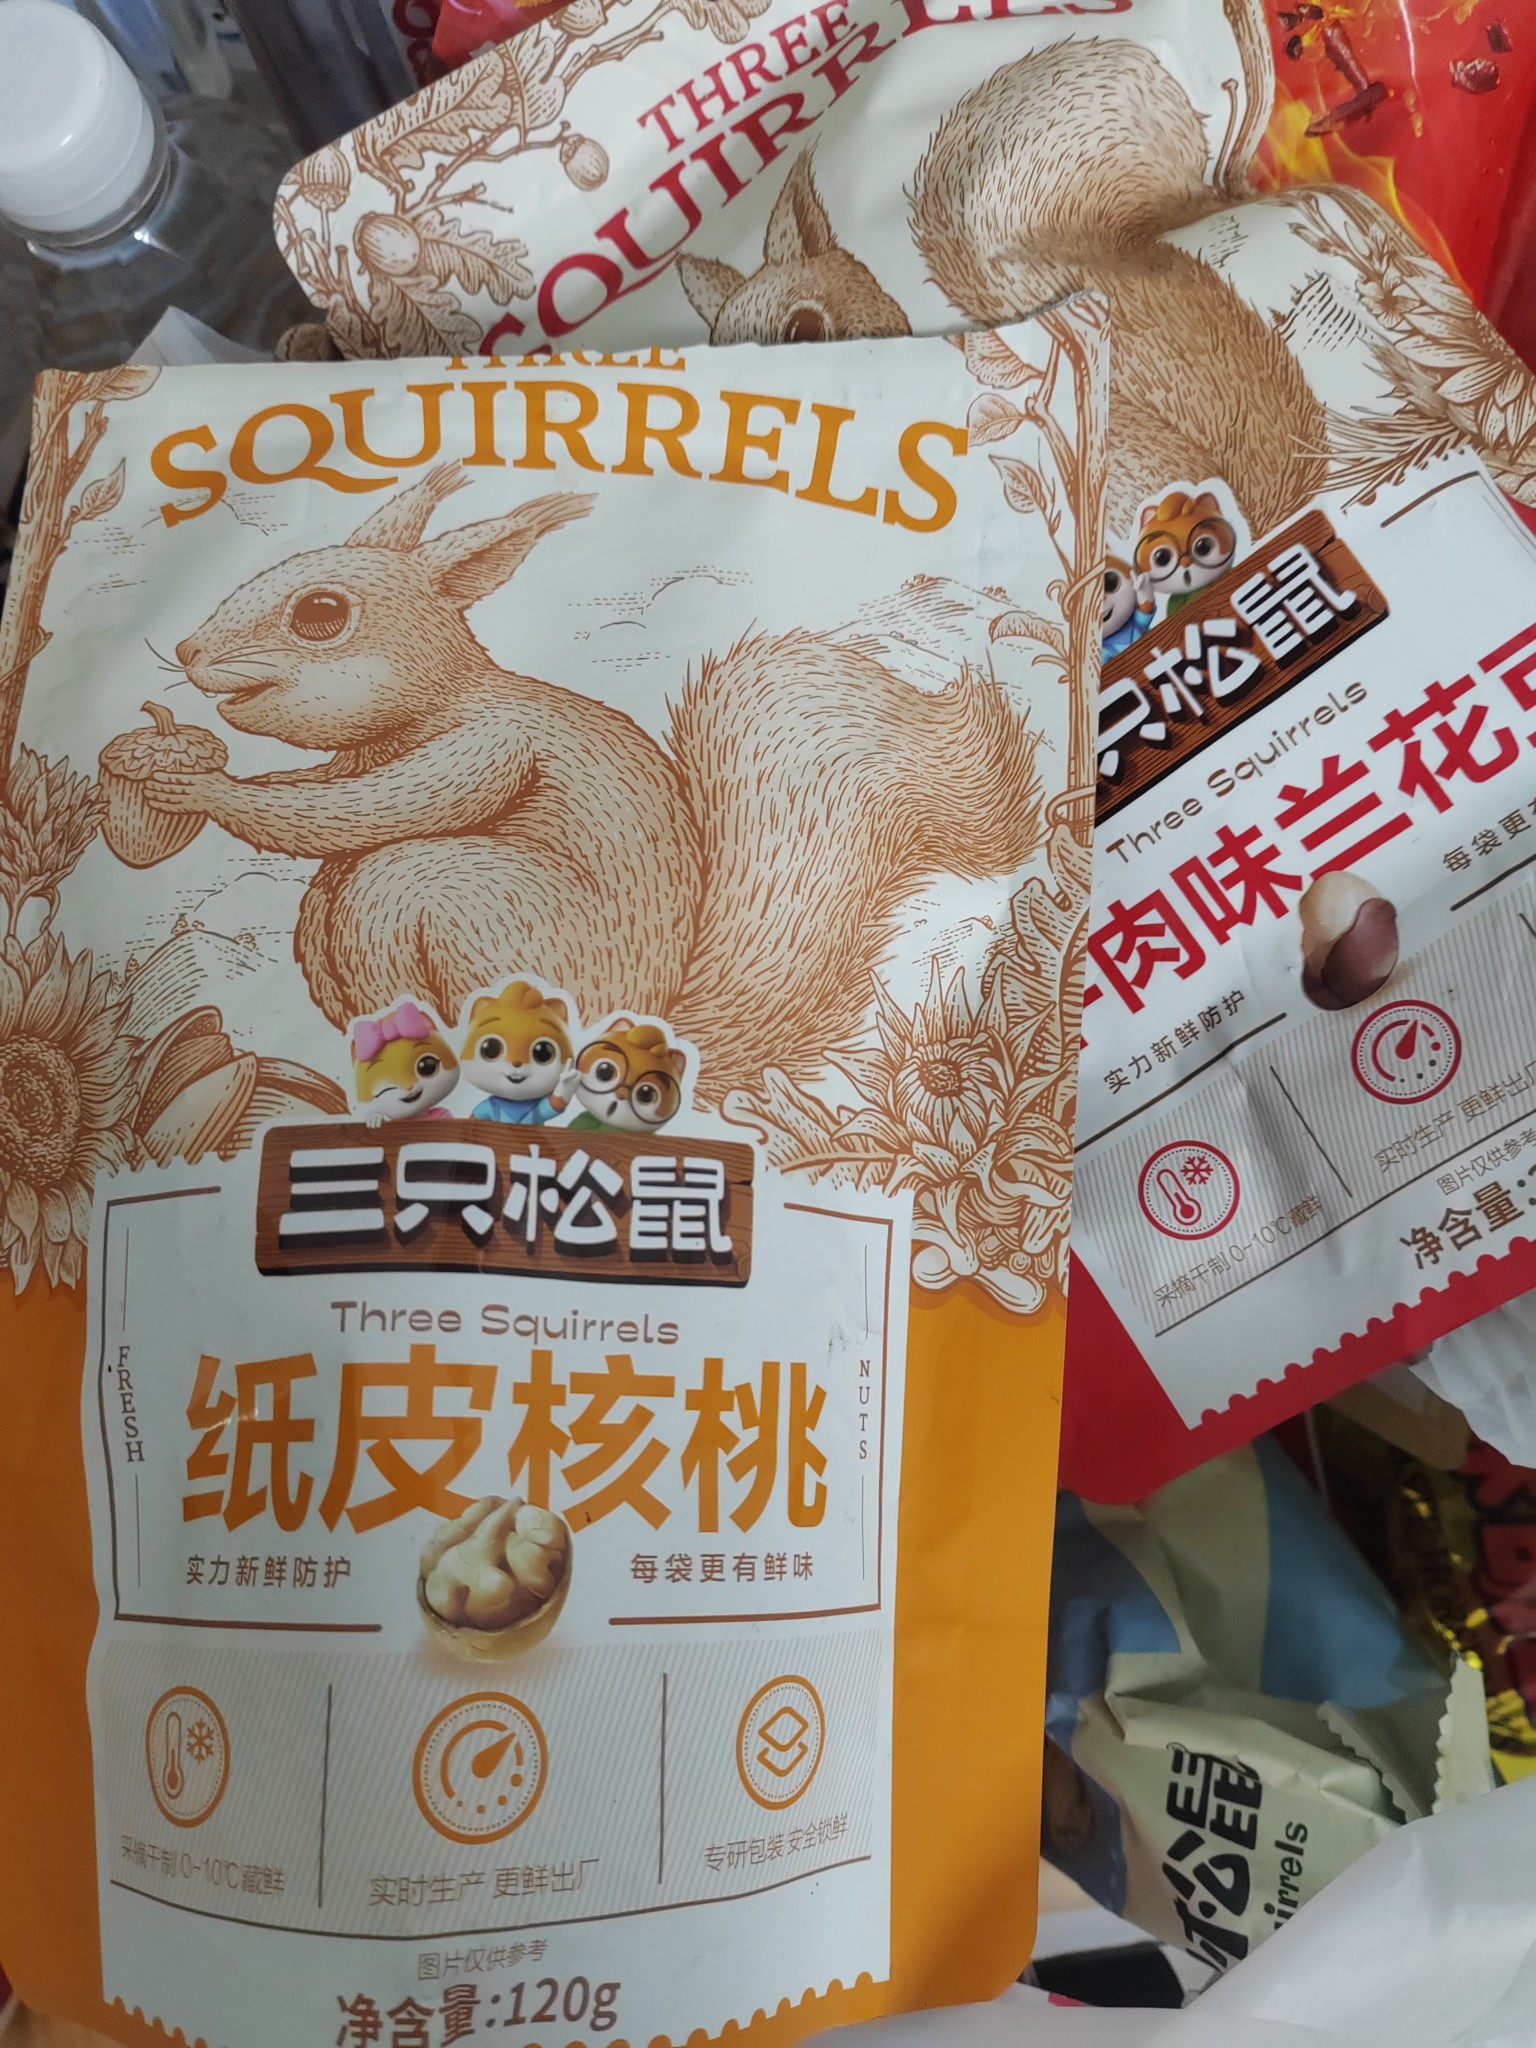 THREE
SQUIRRELS
三只松鼠
Three Squirrels
纸皮核桃
FRESH
NUTS
实力新鲜防护
每袋更有鲜味
采摘干制 0~10℃藏鲜
实时生产 更鲜出厂
专研包装 安全锁鲜
图片仅供参考
净含量:120g
THREE
SQUIRRELS
只松鼠
Three Squirrels
肉味兰花
实力新鲜防护
每袋更
采摘干制 0~10℃藏鲜
实时生产 更鲜出厂
图片仅供参考
净含量:
松鼠
irrels